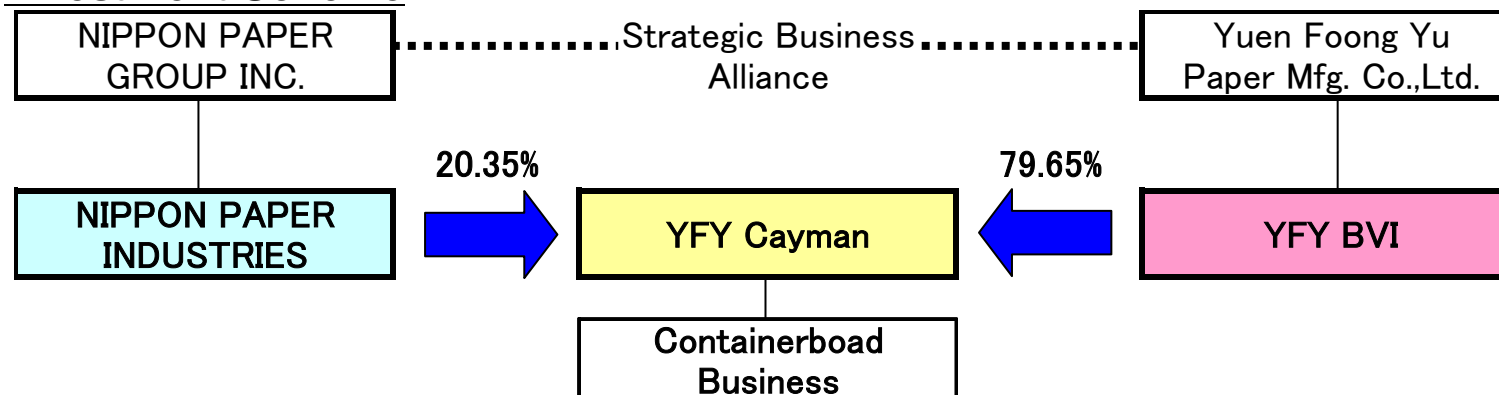 NIPPON PAPER
GROUP INC.
Strategic Business
Alliance
Yuen Foong Yu
Paper Mfg. Co.,Ltd.
20.35%
79.65%
NIPPON PAPER
INDUSTRIES
YFY Cayman
YFY BVI
Containerboad
Business